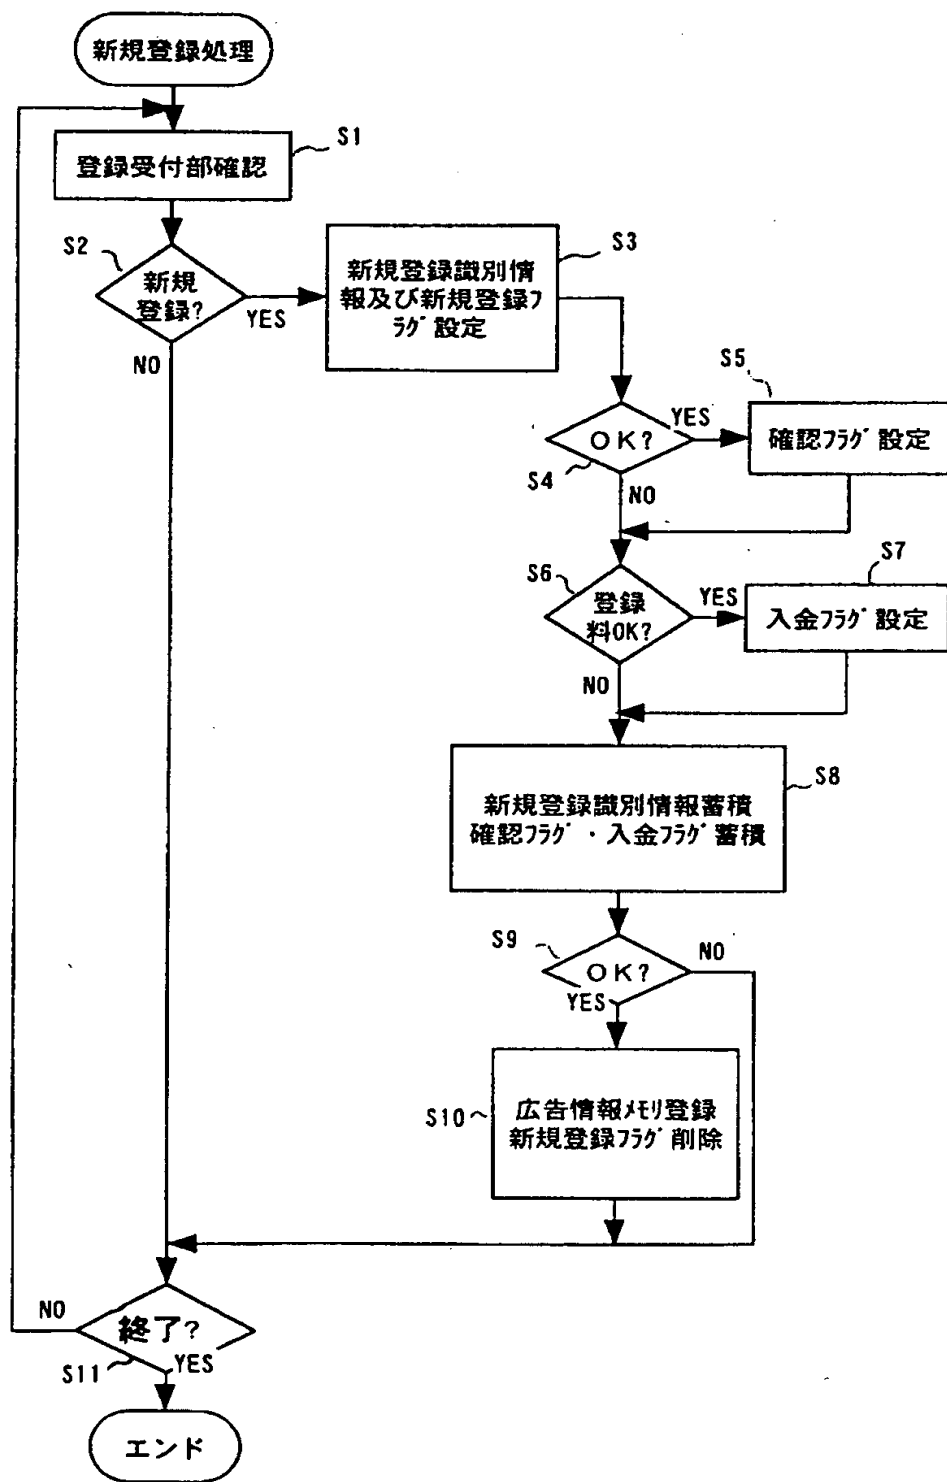 新規登録処理
S1
登録受付部確認
S2
新規
登録?
YES
NO
S3
新規登録識別情
報及び新規登録フ
ラグ設定
S4
OK?
YES
NO
S5
確認フラグ設定
S6
登録
料OK?
YES
NO
S7
入金フラグ設定
S8
新規登録識別情報蓄積
確認フラグ・入金フラグ蓄積
S9
OK?
NO
YES
S10
広告情報メモリ登録
新規登録フラグ削除
NO
終了?
S11
YES
エンド